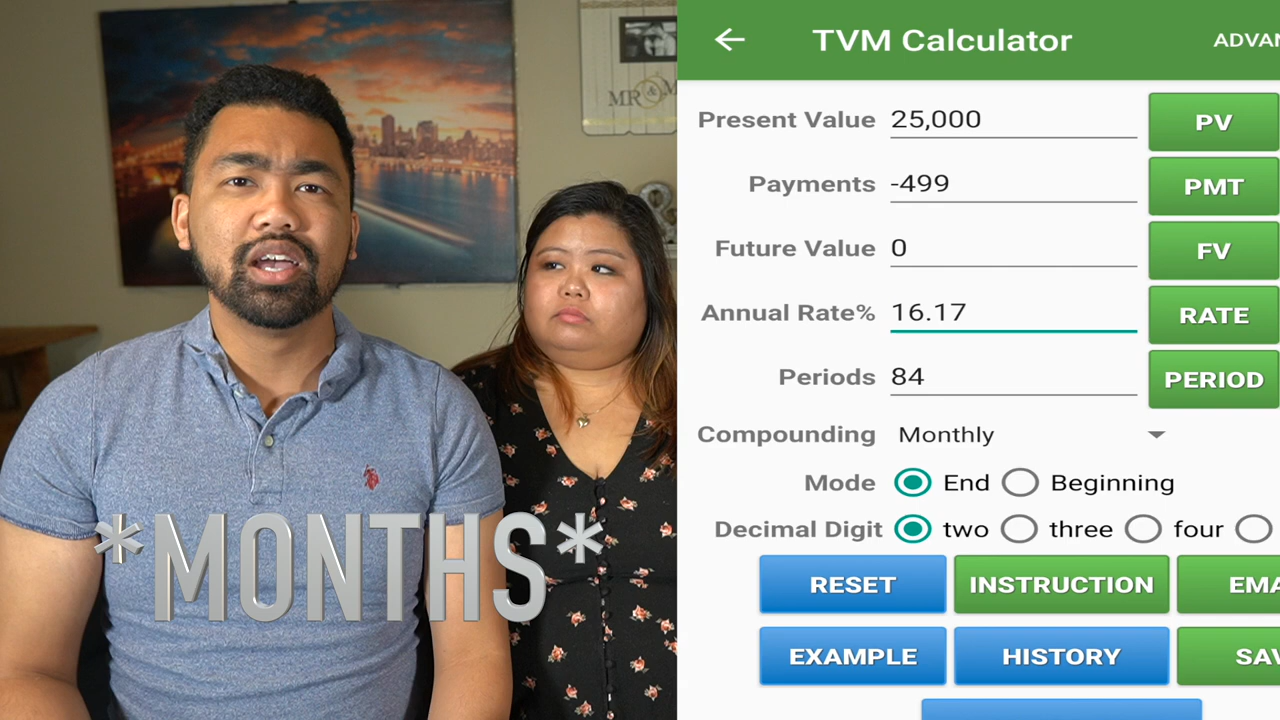 MR & M
*MONTHS*
TVM Calculator
ADVAN
Present Value 25,000 PV
Payments -499 PMT
Future Value 0 FV
Annual Rate% 16.17 RATE
Periods 84 PERIOD
Compounding Monthly
Mode End Beginning
Decimal Digit two three four
RESET INSTRUCTION EMA
EXAMPLE HISTORY SAV